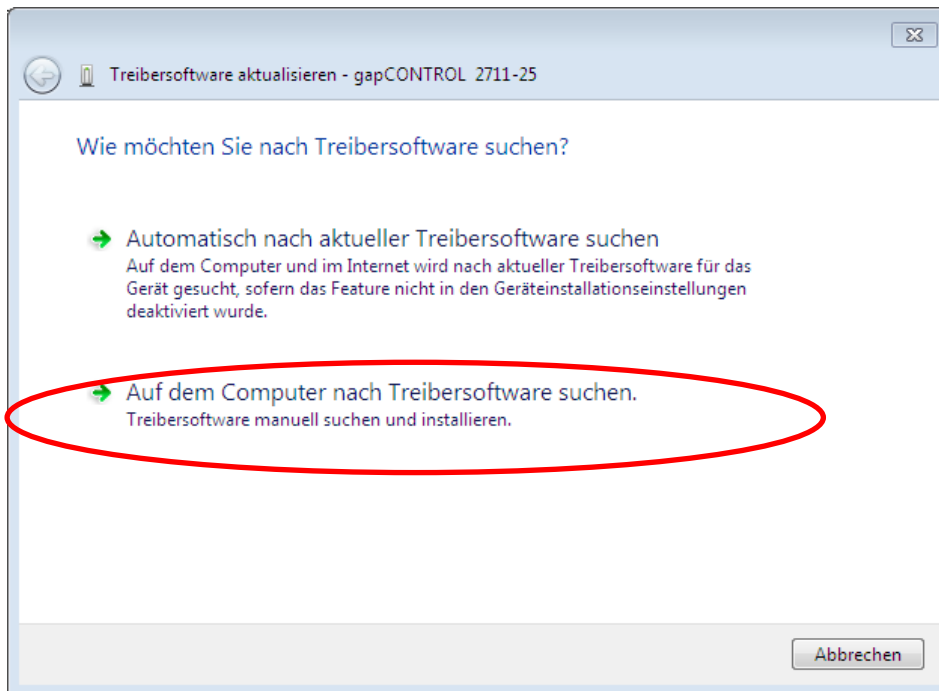 Treibersoftware aktualisieren - gapCONTROL 2711-25
Wie möchten Sie nach Treibersoftware suchen?
Automatisch nach aktueller Treibersoftware suchen
Auf dem Computer und im Internet wird nach aktueller Treibersoftware für das
Gerät gesucht, sofern das Feature nicht in den Geräteinstallationseinstellungen
deaktiviert wurde.
Auf dem Computer nach Treibersoftware suchen.
Treibersoftware manuell suchen und installieren.
Abbrechen